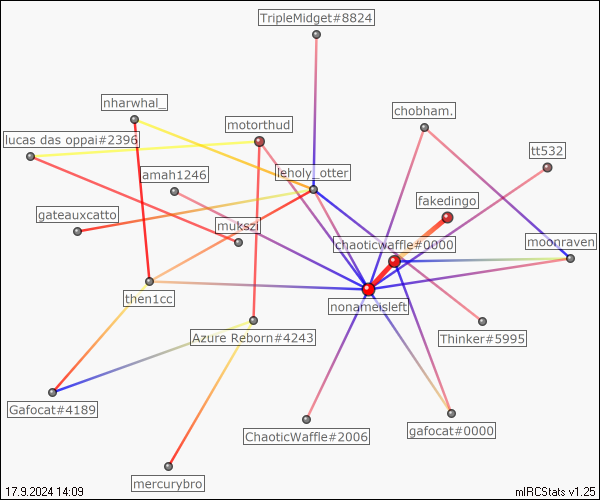 TripleMidget#8824
nharwhal_
chobham.
motorthud
lucas das oppai#2396
tt532
amah1246
leholy_otter
fakedingo
gateauxcatto
mukszi
chaoticwaffle#0000
moonraven
then1cc
nonameisleft
Azure Reborn#4243
Thinker#5995
Gafocat#4189
ChaoticWaffle#2006
gafocat#0000
mercurybro
17.9.2024 14:09
mIRCStats v1.25